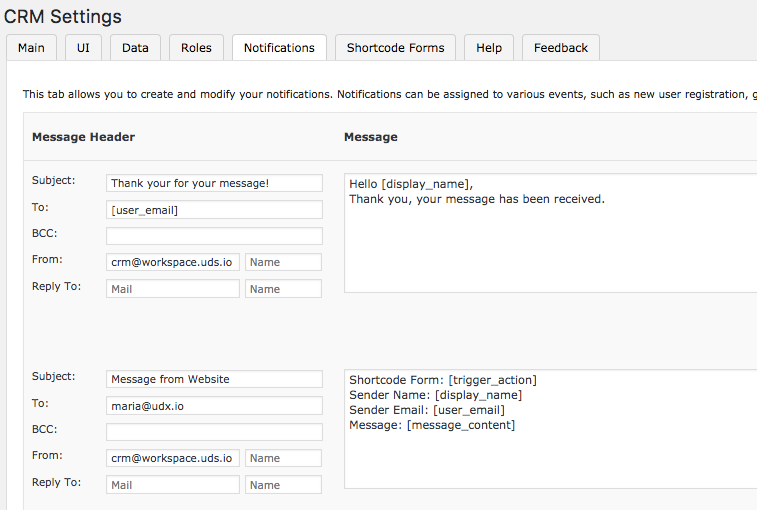 CRM Settings
Main UI Data Roles Notifications Shortcode Forms Help Feedback
This tab allows you to create and modify your notifications. Notifications can be assigned to various events, such as new user registration, g
Message Header Message
Subject: Thank your for your message!
To: [user_email]
BCC:
From: crm@workspace.uds.io Name
Reply To: Mail Name
Hello [display_name],
Thank you, your message has been received.
Subject: Message from Website
To: maria@udx.io
BCC:
From: crm@workspace.uds.io Name
Reply To: Mail Name
Shortcode Form: [trigger_action]
Sender Name: [display_name]
Sender Email: [user_email]
Message: [message_content]